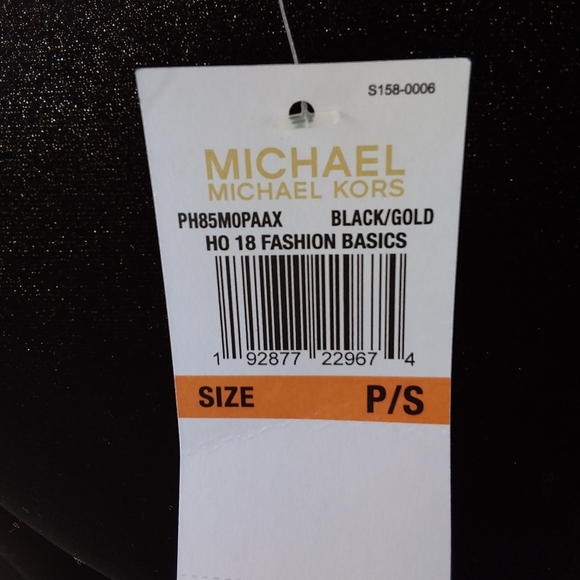 S158-0006
MICHAEL
MICHAEL KORS
PH85M0PAAX BLACK/GOLD
HO 18 FASHION BASICS
1 92877 22967 4
SIZE P/S